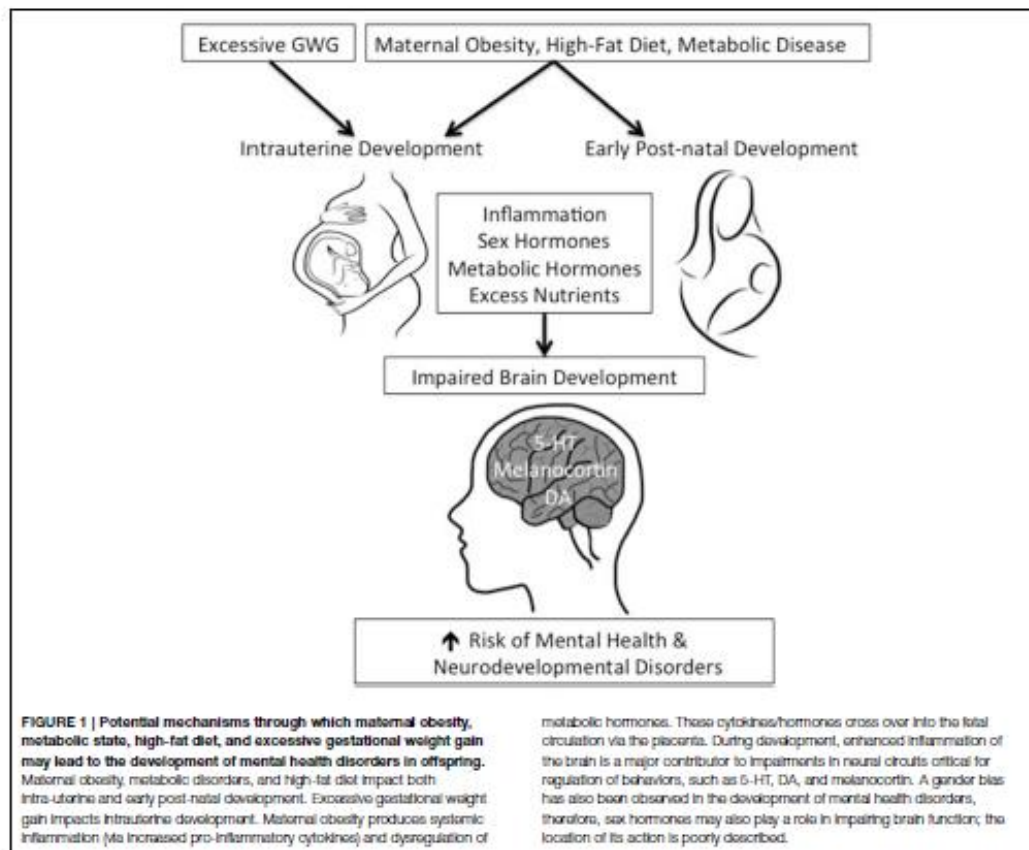 Excessive GWG
Maternal Obesity, High-Fat Diet, Metabolic Disease
Intrauterine Development
Early Post-natal Development
Inflammation
Sex Hormones
Metabolic Hormones
Excess Nutrients
Impaired Brain Development
5-HT
Melanocortin
DA
↑ Risk of Mental Health &
Neurodevelopmental Disorders
FIGURE 1 | Potential mechanisms through which maternal obesity,
metabolic state, high-fat diet, and excessive gestational weight gain
may lead to the development of mental health disorders in offspring.
Maternal obesity, metabolic disorders, and high-fat diet impact both
intra-uterine and early post-natal development. Excessive gestational weight
gain impacts intrauterine development. Maternal obesity produces systemic
inflammation (via increased pro-inflammatory cytokines) and dysregulation of
metabolic hormones. These cytokines/hormones cross over into the fetal
circulation via the placenta. During development, enhanced inflammation of
the brain is a major contributor to impairments in neural circuits critical for
regulation of behaviors, such as 5-HT, DA, and melanocortin. A gender bias
has also been observed in the development of mental health disorders,
therefore, sex hormones may also play a role in impairing brain function; the
location of its action is poorly described.